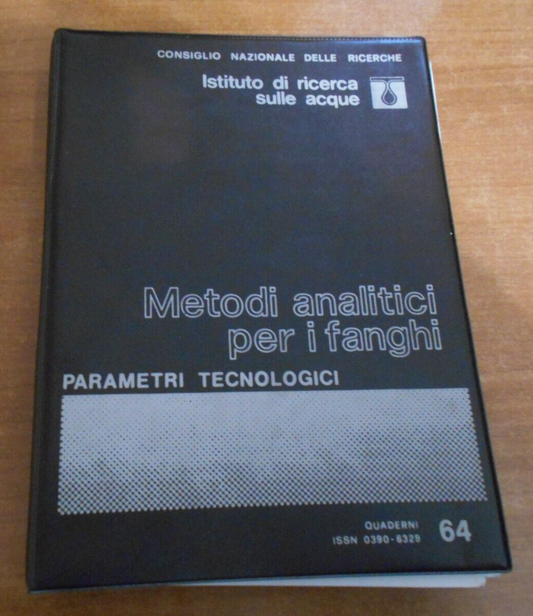 CONSIGLIO NAZIONALE DELLE RICERCHE
Istituto di ricerca
sulle acque
Metodi analitici
per i fanghi
PARAMETRI TECNOLOGICI
QUADERNI
ISSN 0390-6329
64